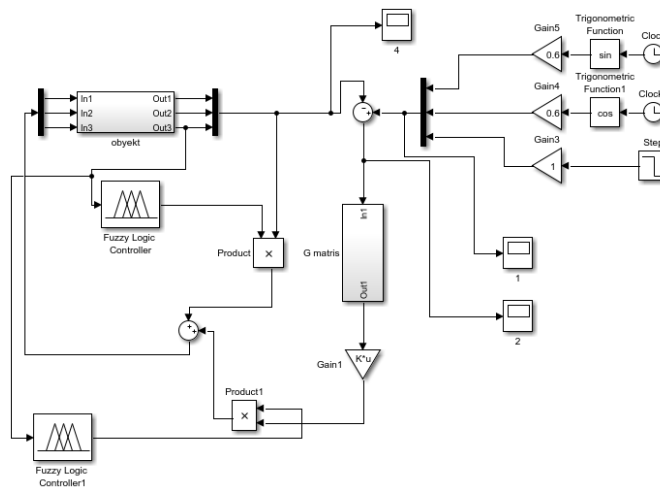 Trigonometric
Function
Gain5
Clock
0.6
sin
4
Trigonometric
Function1
Gain4
Clock
0.6
cos
In1
Out1
In2
Out2
In3
Out3
obyekt
-
Gain3
Step
1
Fuzzy Logic
Controller
Product
×
In1
G matris
Out1
1
2
+
+
Gain1
K*u
Product1
×
Fuzzy Logic
Controller1